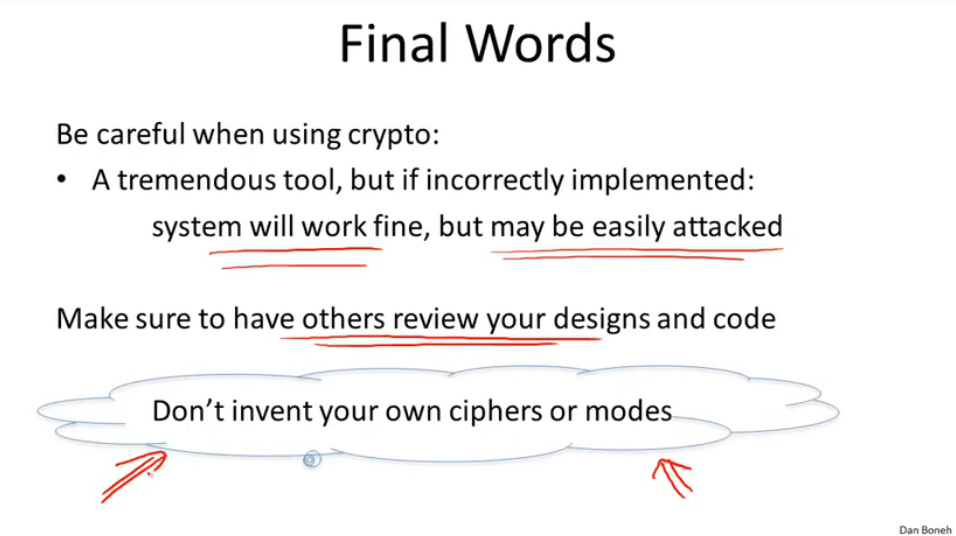 Final Words
Be careful when using crypto:
• A tremendous tool, but if incorrectly implemented:
system will work fine, but may be easily attacked
Make sure to have others review your designs and code
Don’t invent your own ciphers or modes
Dan Boneh